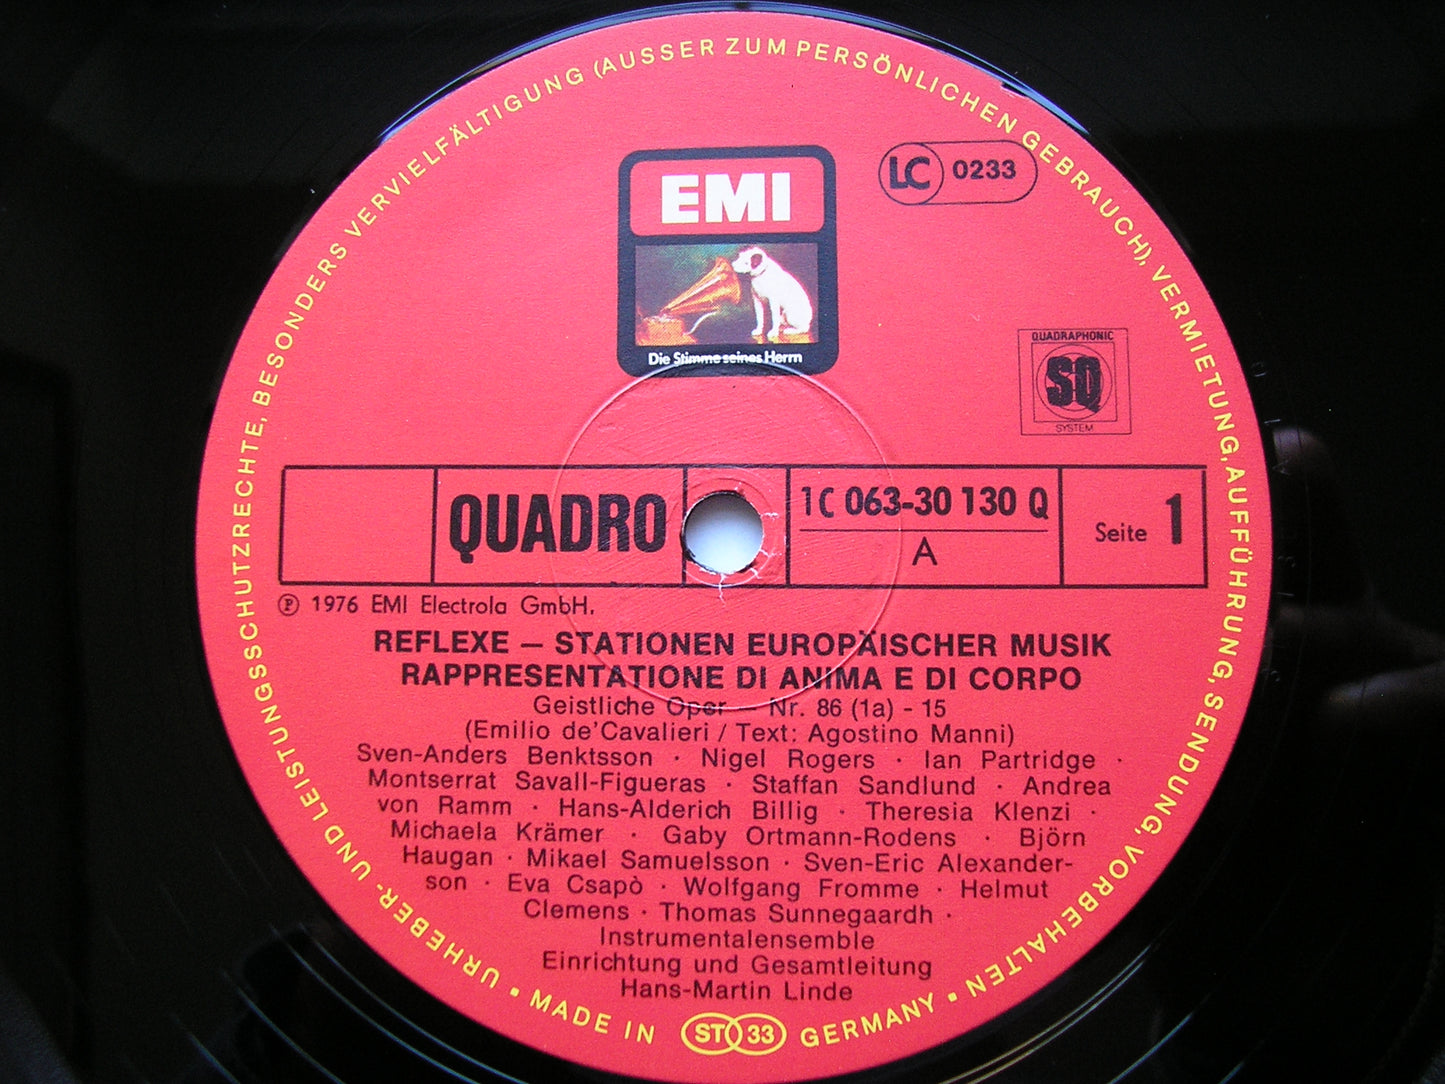 URHEBER- UND LEISTUNGSSCHUTZRECHTE, BESONDERS VERVIELFÄLTIGUNG (AUSSER ZUM PERSÖNLICHEN GEBRAUCH), VERMIETUNG, AUFFÜHRUNG, SENDUNG, VORBEHALTEN
EMI
Die Stimme seines Herrn
LC 0233
QUADRAPHONIC
SQ
SYSTEM
QUADRO
1C 063-30 130 Q
A
Seite 1
℗ 1976 EMI Electrola GmbH.
REFLEXE — STATIONEN EUROPÄISCHER MUSIK
RAPPRESENTATIONE DI ANIMA E DI CORPO
Geistliche Oper — Nr. 86 (1a) - 15
(Emilio de'Cavalieri / Text: Agostino Manni)
Sven-Anders Benktsson · Nigel Rogers · Ian Partridge ·
Montserrat Savall-Figueras · Staffan Sandlund · Andrea
von Ramm · Hans-Alderich Billig · Theresia Klenzi ·
Michaela Krämer · Gaby Ortmann-Rodens · Björn
Haugan · Mikael Samuelsson · Sven-Eric Alexander-
son · Eva Csapò · Wolfgang Fromme · Helmut
Clemens · Thomas Sunnegaardh ·
Instrumentalensemble
Einrichtung und Gesamtleitung
Hans-Martin Linde
MADE IN ST 33 GERMANY